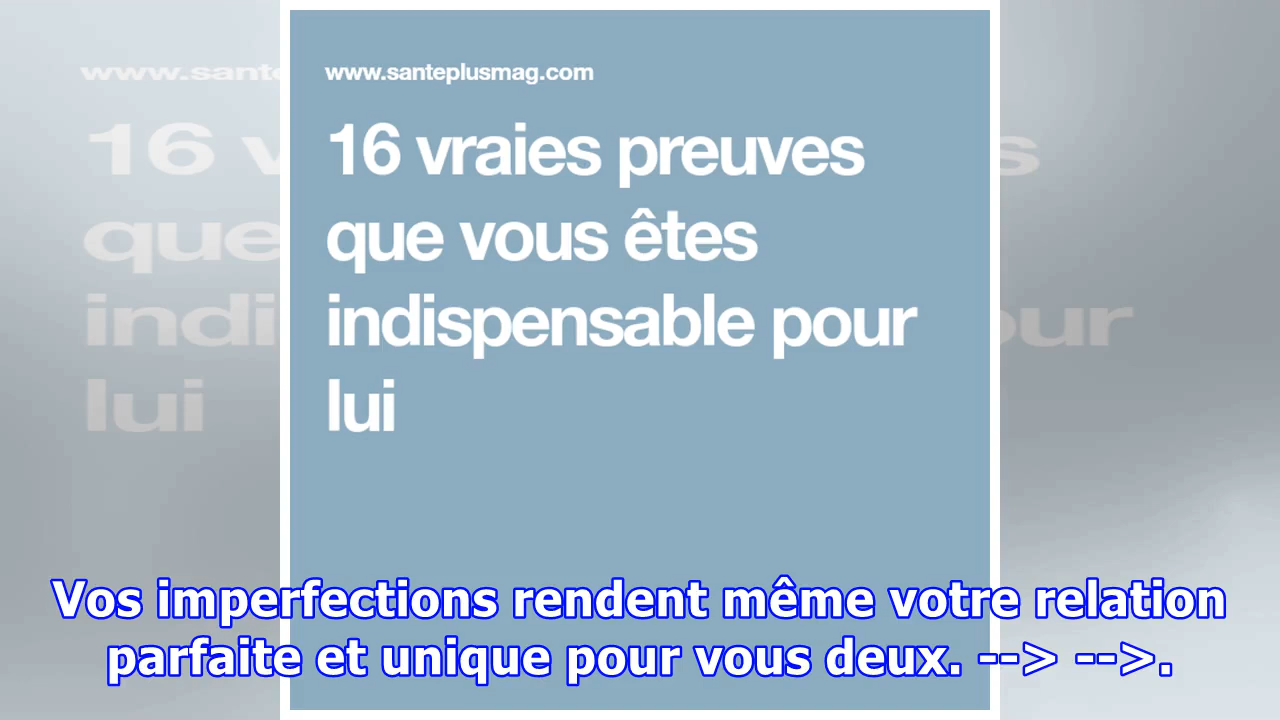 www.santeplusmag.com
16 vraies preuves
que vous êtes
indispensable pour
lui
Vos imperfections rendent même votre relation
parfaite et unique pour vous deux. --> -->.